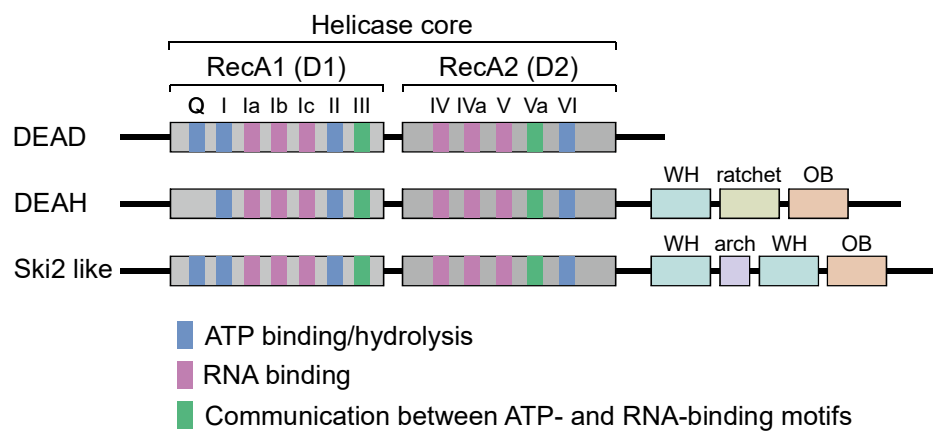 Helicase core
RecA1 (D1) RecA2 (D2)
Q I Ia Ib Ic II III IV IVa V Va VI
DEAD
WH ratchet OB
DEAH
WH arch WH OB
Ski2 like
ATP binding/hydrolysis
RNA binding
Communication between ATP- and RNA-binding motifs